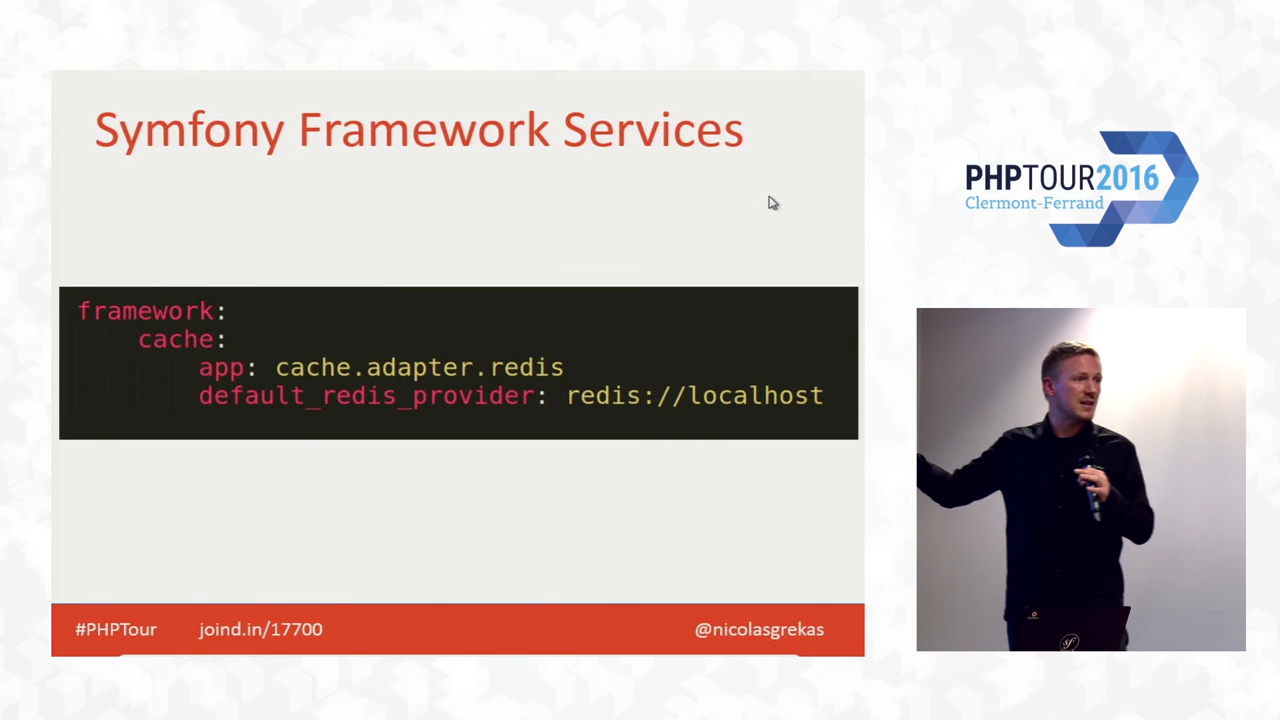 Symfony Framework Services
framework:
cache:
app: cache.adapter.redis
default_redis_provider: redis://localhost
#PHPTour joind.in/17700 @nicolasgrekas
PHPTOUR2016
Clermont-Ferrand
sf